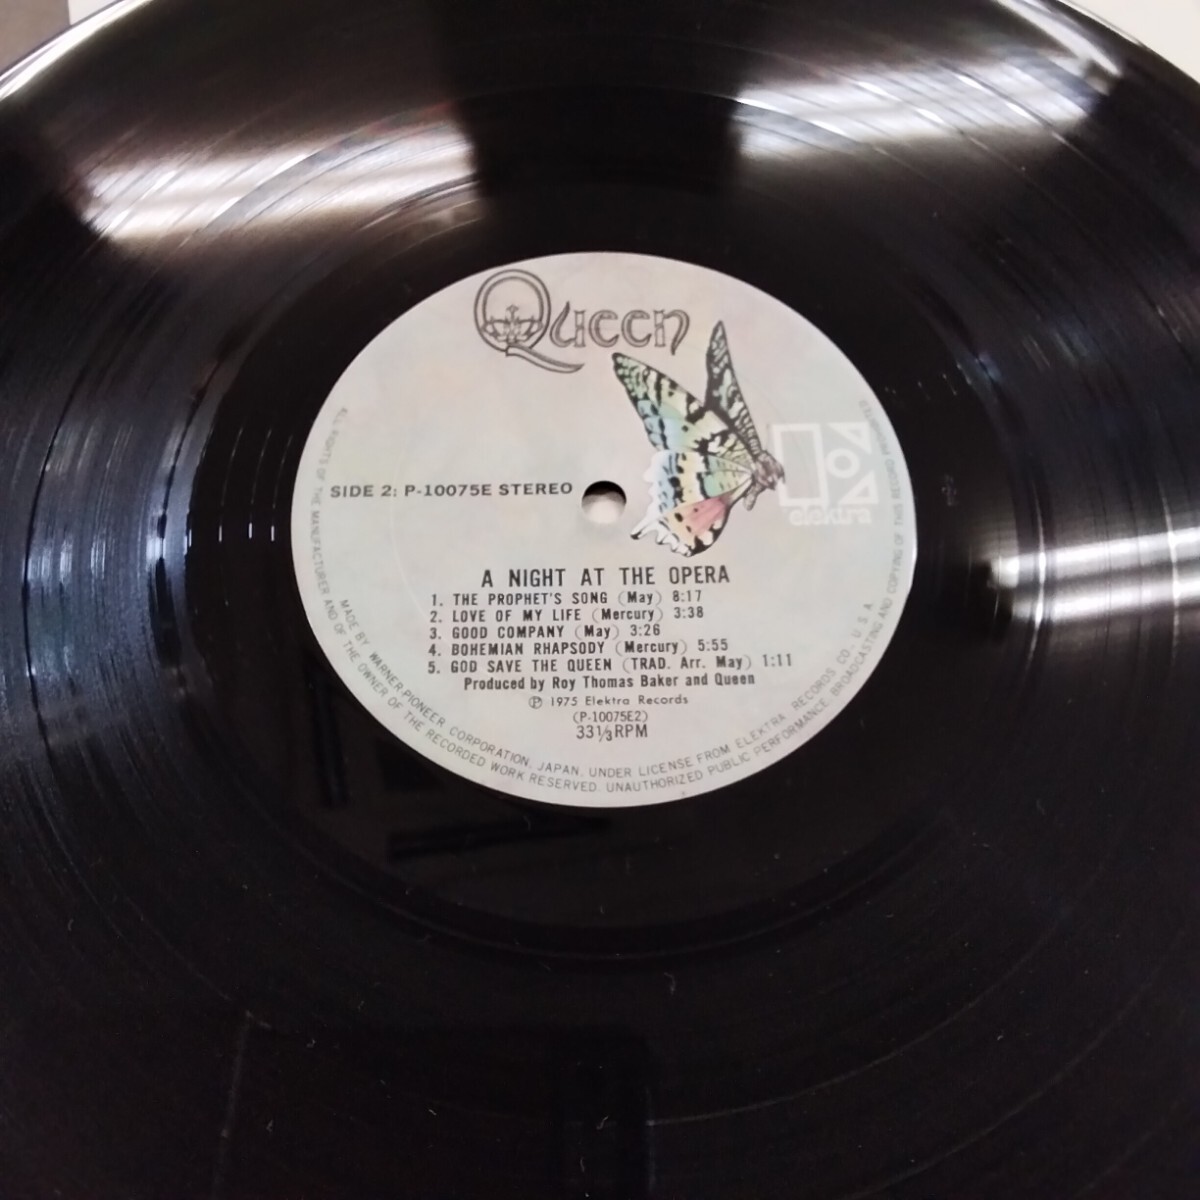 Queen
elektra
SIDE 2: P-10075E STEREO
A NIGHT AT THE OPERA
1. THE PROPHET'S SONG (May) 8:17
2. LOVE OF MY LIFE (Mercury) 3:38
3. GOOD COMPANY (May) 3:26
4. BOHEMIAN RHAPSODY (Mercury) 5:55
5. GOD SAVE THE QUEEN (TRAD. Arr. May) 1:11
Produced by Roy Thomas Baker and Queen
Ⓟ 1975 Elektra Records
(P-10075E2)
33 1/3 RPM
MADE BY WARNER-PIONEER CORPORATION, JAPAN, UNDER LICENSE FROM ELEKTRA RECORDS CO., U.S.A.
ALL RIGHTS OF THE MANUFACTURER AND OF THE OWNER OF THE RECORDED WORK RESERVED. UNAUTHORIZED PUBLIC PERFORMANCE, BROADCASTING AND COPYING OF THIS RECORD PROHIBITED